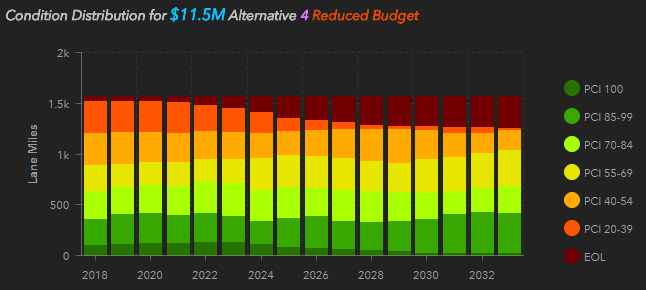 Condition Distribution for $11.5M Alternative 4 Reduced Budget
2k
1.5k
1k
500
0
Lane Miles
2018
2020
2022
2024
2026
2028
2030
2032
PCI 100
PCI 85-99
PCI 70-84
PCI 55-69
PCI 40-54
PCI 20-39
EOL